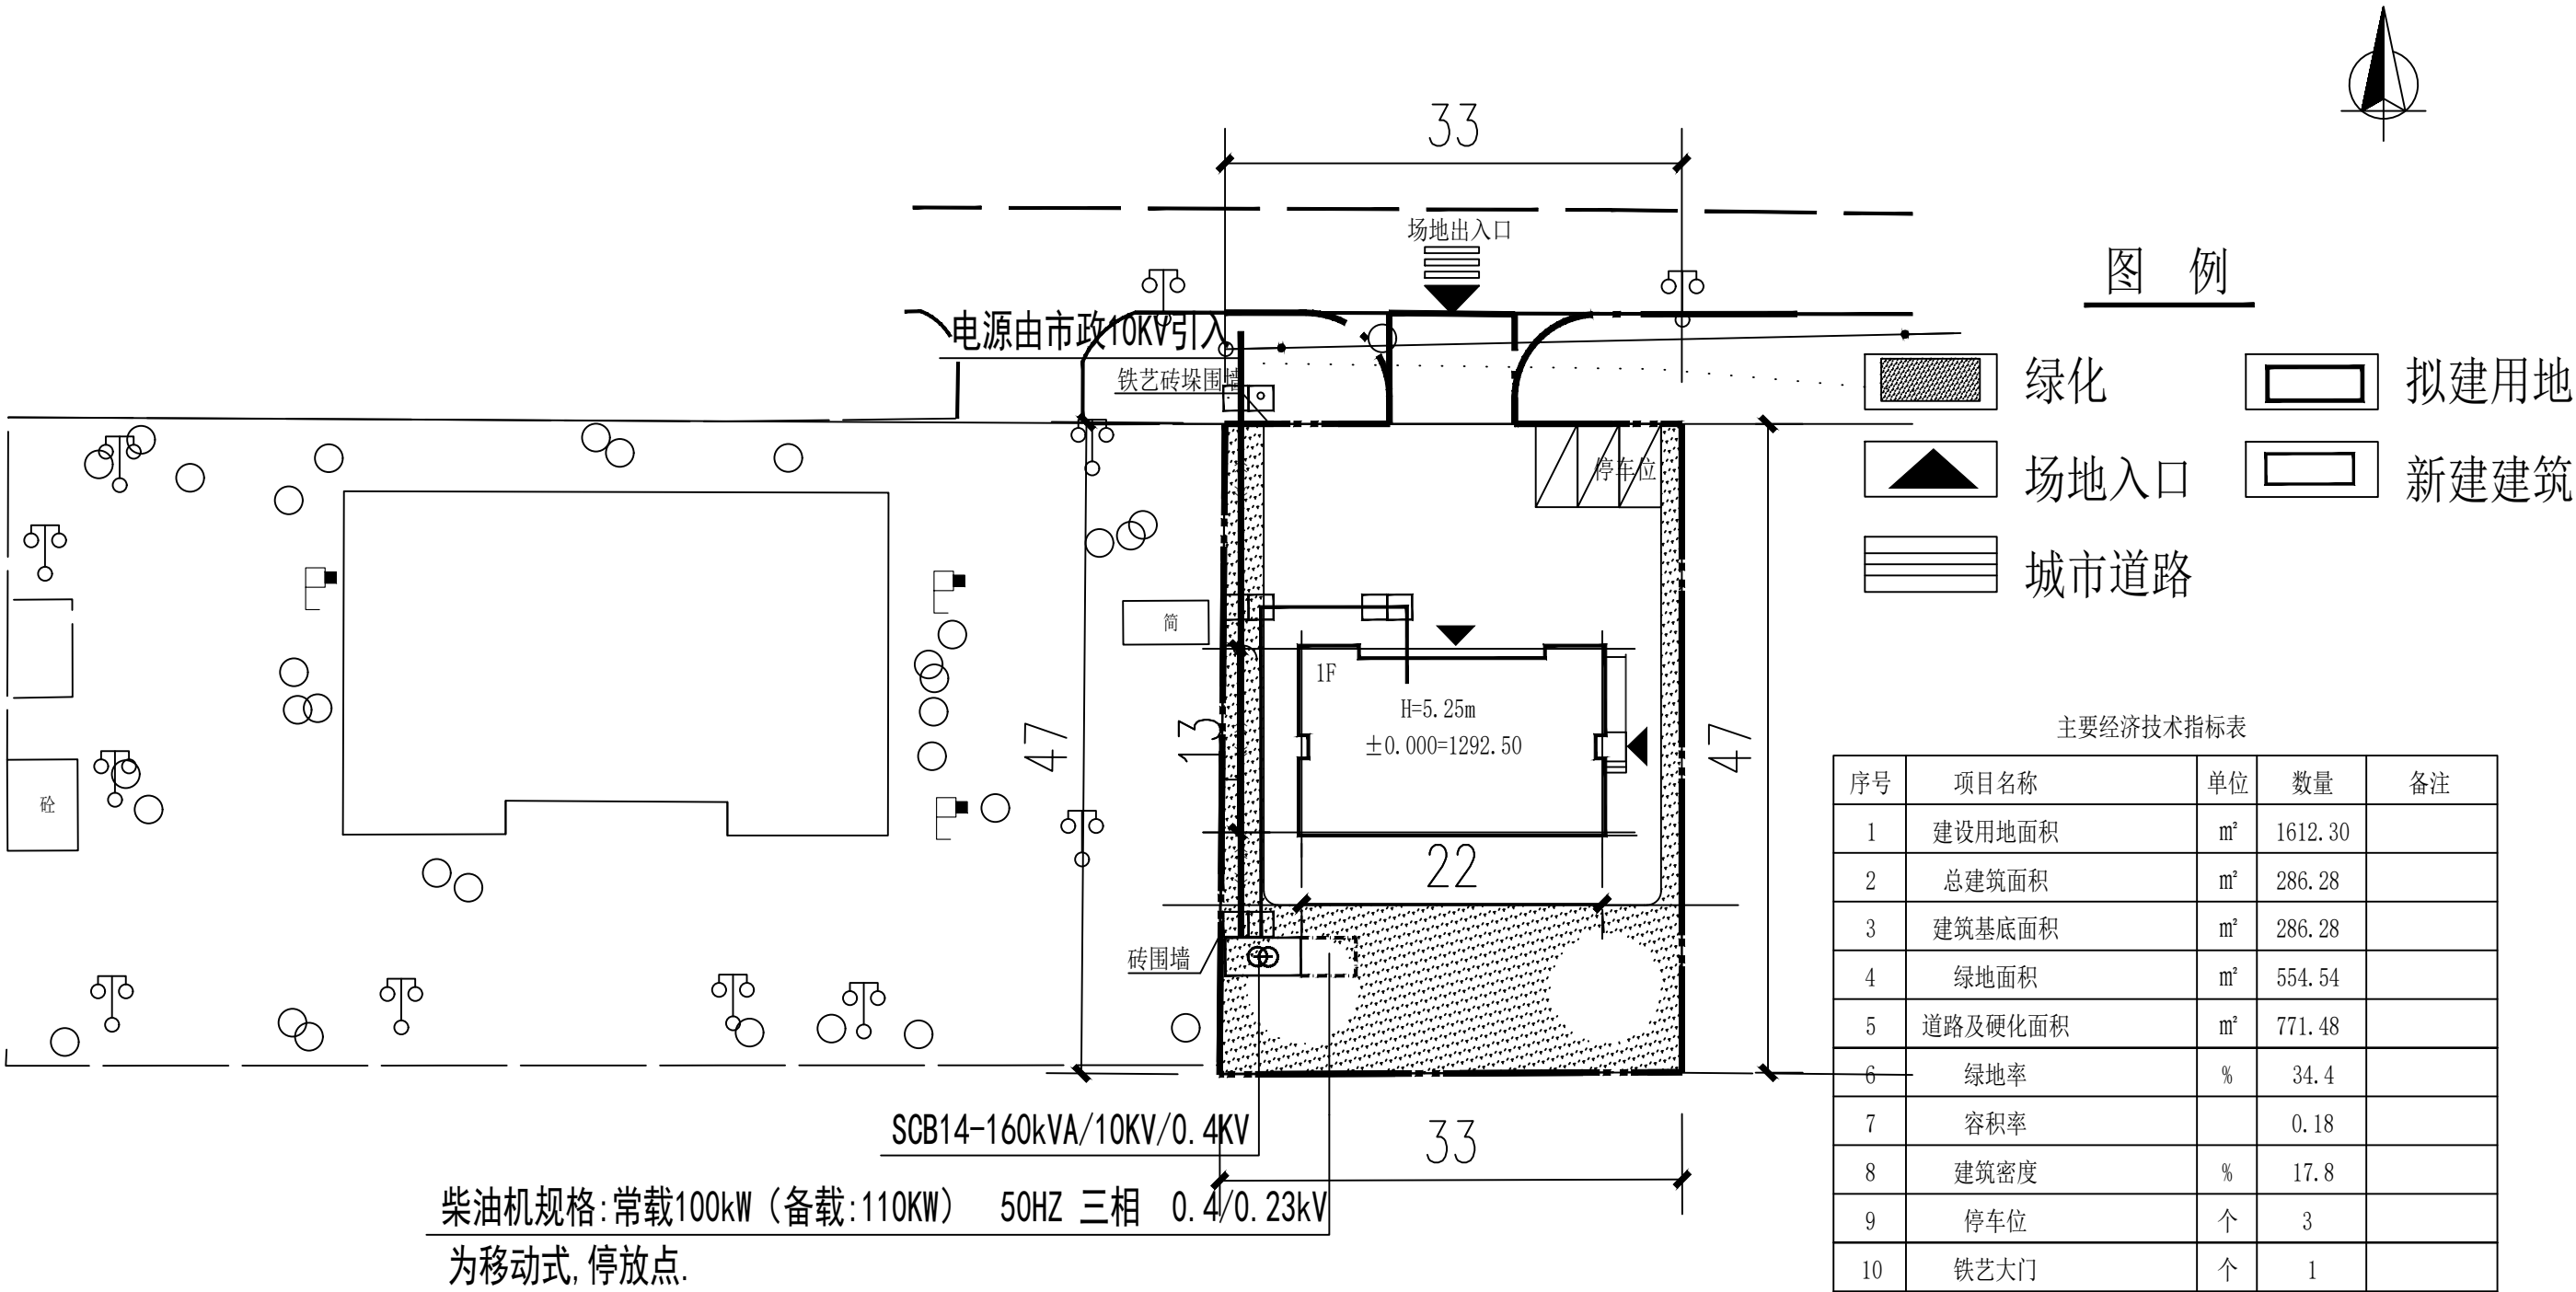 33
场地出入口
图 例
电源由市政10KV引入
铁艺砖垛围墙
绿化
拟建用地
停车位
场地入口
新建建筑
城市道路
简
1F
H=5.25m
±0.000=1292.50
47
13
47
砼
22
砖围墙
主要经济技术指标表
序号 项目名称 单位 数量 备注
1 建设用地面积 m² 1612.30
2 总建筑面积 m² 286.28
3 建筑基底面积 m² 286.28
4 绿地面积 m² 554.54
5 道路及硬化面积 m² 771.48
6 绿地率 % 34.4
7 容积率 0.18
8 建筑密度 % 17.8
9 停车位 个 3
10 铁艺大门 个 1
SCB14-160kVA/10KV/0.4KV
33
柴油机规格:常载100kW（备载:110KW） 50HZ 三相 0.4/0.23kV
为移动式,停放点.